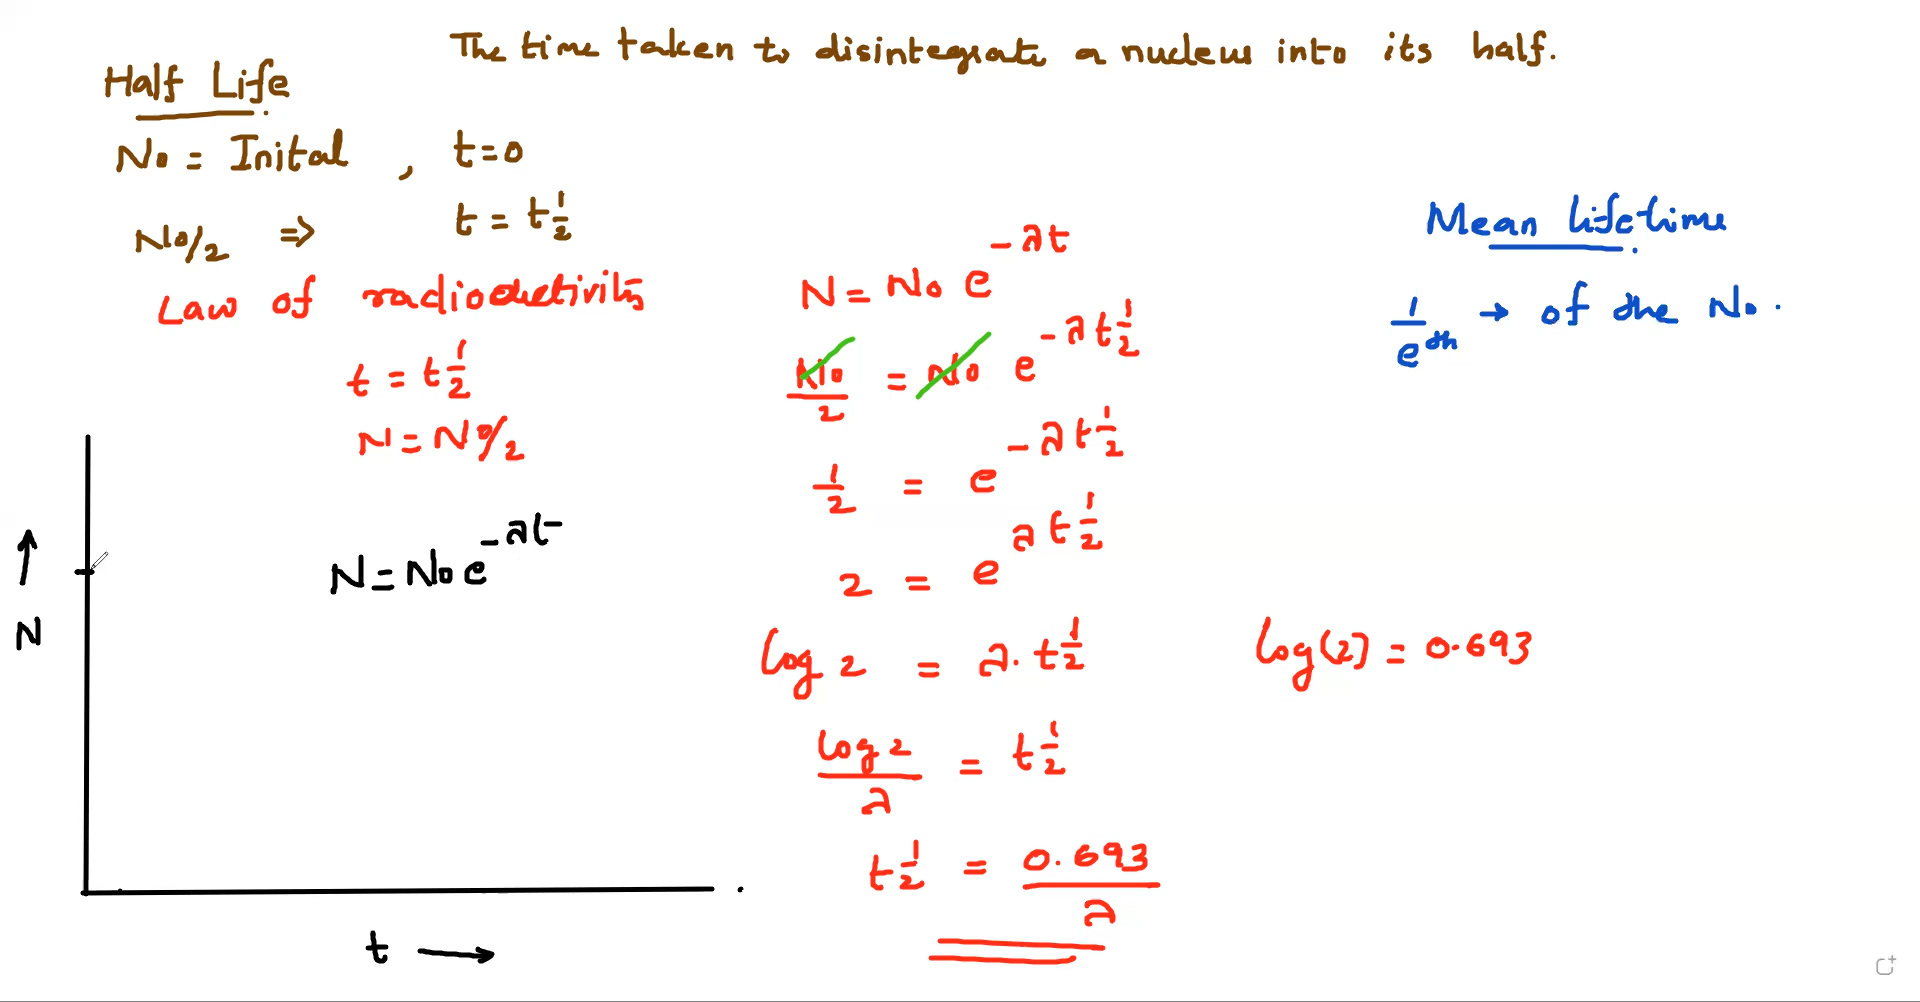 The time taken to disintegrate a nucleus into its half.
Half Life
No = Inital , t=0
No/2 ⇒ t = t½
Law of radioactivity
t = t½
N = No/2
N = No e^-λt
No/2 = No e^-λt½
1/2 = e^-λt½
2 = e^λt½
log 2 = λ. t½
log 2/λ = t½
t½ = 0.693/λ
log(2) = 0.693
Mean lifetime
1/e th → of the No.
↑
N
N = No e^-λt
t →